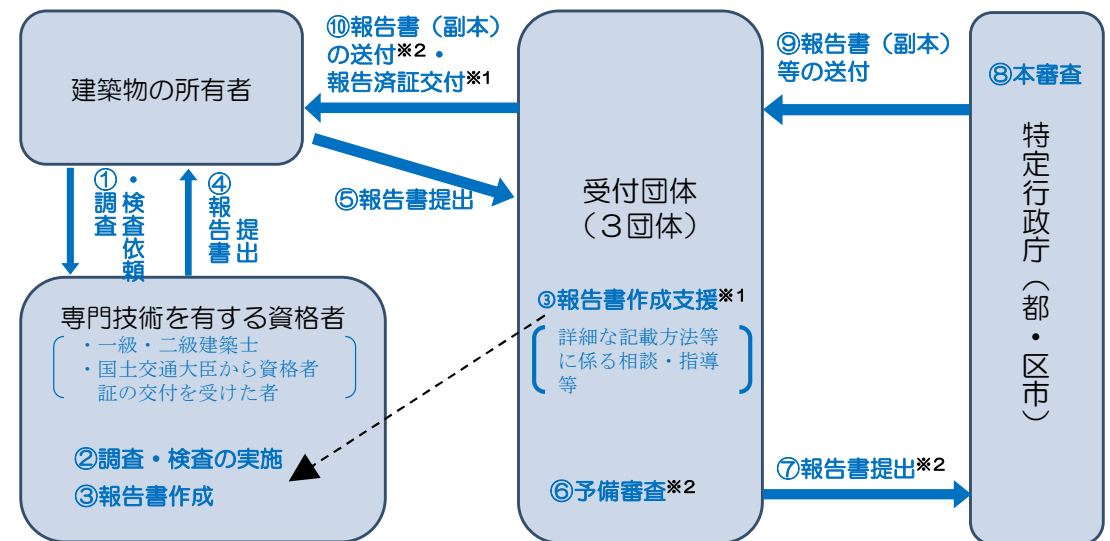 建築物の所有者
①調査
・検査依頼
④報告書
提出
専門技術を有する資格者
・一級・二級建築士
・国土交通大臣から資格者
証の交付を受けた者
②調査・検査の実施
③報告書作成
⑩報告書（副本）
の送付※2・
報告済証交付※1
⑤報告書提出
受付団体
（３団体）
③報告書作成支援※1
詳細な記載方法等
に係る相談・指導
等
⑥予備審査※2
⑨報告書（副本）
等の送付
⑦報告書提出※2
⑧本審査
特定行政庁（都・区市）